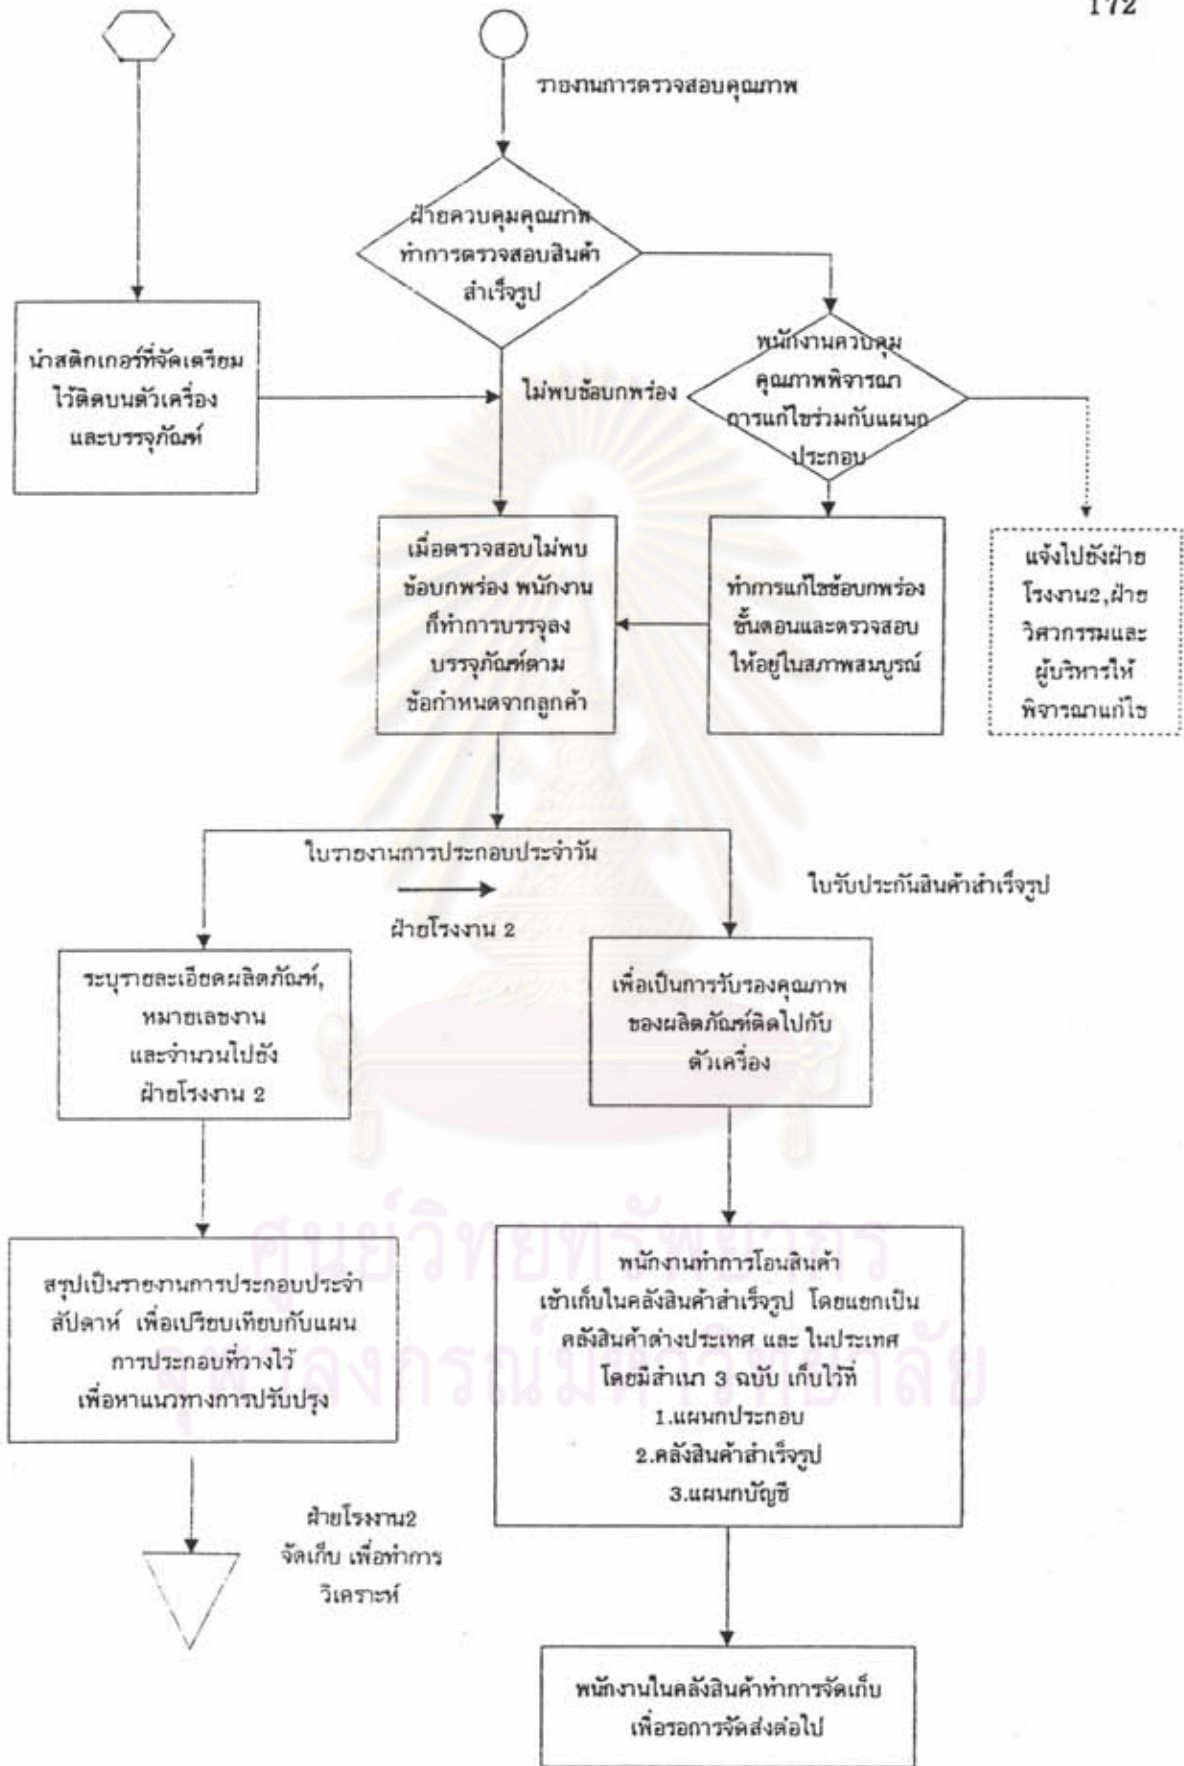 172
รายงานการตรวจสอบคุณภาพ
ฝ่ายควบคุมคุณภาพ
ทำการตรวจสอบสินค้า
สำเร็จรูป
นำสติกเกอร์ที่จัดเตรียม
ไว้ติดบนตัวเครื่อง
และบรรจุภัณฑ์
ไม่พบข้อบกพร่อง
พนักงานควบคุม
คุณภาพพิจารณา
การแก้ไขร่วมกับแผนก
ประกอบ
เมื่อตรวจสอบไม่พบ
ข้อบกพร่อง พนักงาน
ก็ทำการบรรจุลง
บรรจุภัณฑ์ตาม
ข้อกำหนดจากลูกค้า
ทำการแก้ไขข้อบกพร่อง
ขั้นตอนและตรวจสอบ
ให้อยู่ในสภาพสมบูรณ์
แจ้งไปยังฝ่าย
โรงงาน2,ฝ่าย
วิศวกรรมและ
ผู้บริหารให้
พิจารณาแก้ไข
ใบรายงานการประกอบประจำวัน
ฝ่ายโรงงาน 2
ใบรับประกันสินค้าสำเร็จรูป
ระบุรายละเอียดผลิตภัณฑ์,
หมายเลขงาน
และจำนวนไปยัง
ฝ่ายโรงงาน 2
เพื่อเป็นการรับรองคุณภาพ
ของผลิตภัณฑ์ติดไปกับ
ตัวเครื่อง
สรุปเป็นรายงานการประกอบประจำ
สัปดาห์ เพื่อเปรียบเทียบกับแผน
การประกอบที่วางไว้
เพื่อหาแนวทางการปรับปรุง
พนักงานทำการโอนสินค้า
เข้าเก็บในคลังสินค้าสำเร็จรูป โดยแยกเป็น
คลังสินค้าต่างประเทศ และ ในประเทศ
โดยมีสำเนา 3 ฉบับ เก็บไว้ที่
1.แผนกประกอบ
2.คลังสินค้าสำเร็จรูป
3.แผนกบัญชี
ฝ่ายโรงงาน2
จัดเก็บ เพื่อทำการ
วิเคราะห์
พนักงานในคลังสินค้าทำการจัดเก็บ
เพื่อรอการจัดส่งต่อไป
ศูนย์วิทยทรัพยากร
จุฬาลงกรณ์มหาวิทยาลัย